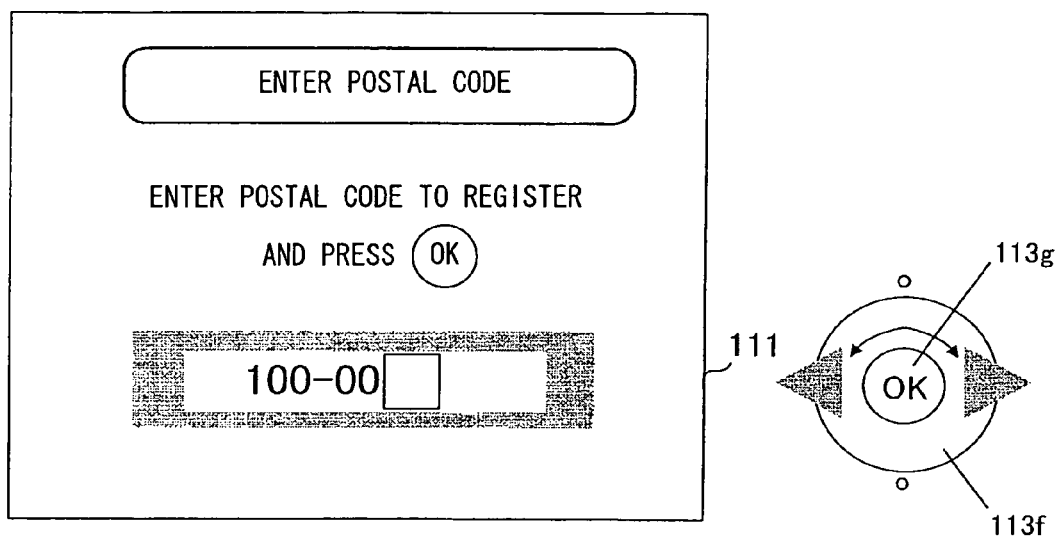 ENTER POSTAL CODE
ENTER POSTAL CODE TO REGISTER
AND PRESS OK
100-00
111
113g
OK
113f